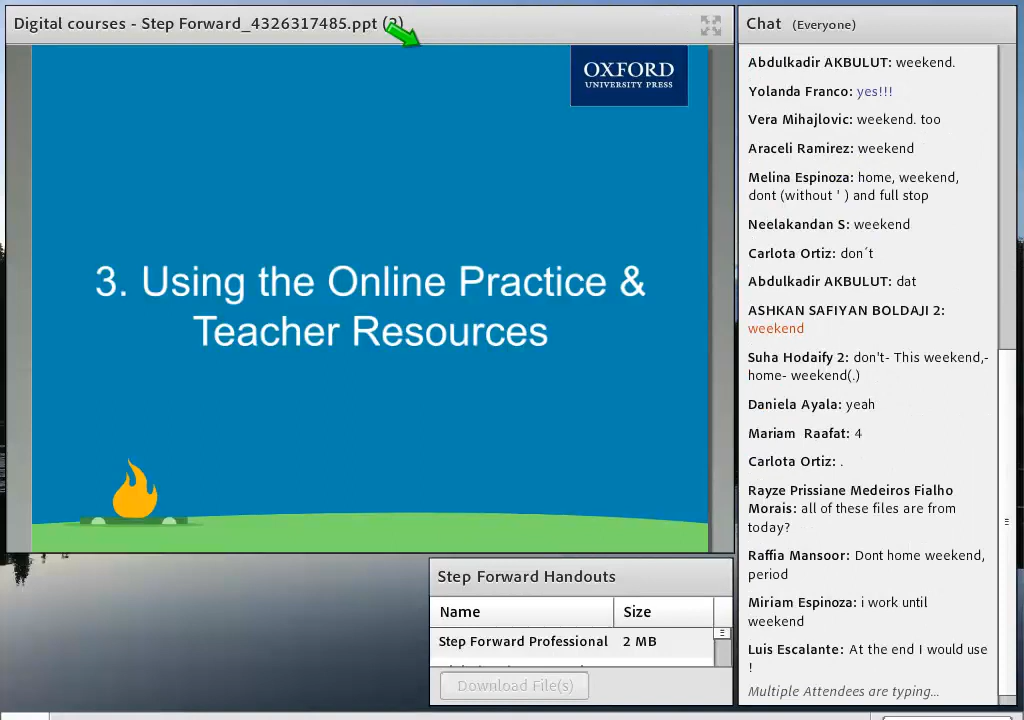 Digital courses - Step Forward_4326317485.ppt (2)
OXFORD
UNIVERSITY PRESS
3. Using the Online Practice &
Teacher Resources
Step Forward Handouts
Name Size
Step Forward Professional 2 MB
Download File(s)
Chat (Everyone)
Abdulkadir AKBULUT: weekend.
Yolanda Franco: yes!!!
Vera Mihajlovic: weekend. too
Araceli Ramirez: weekend
Melina Espinoza: home, weekend,
dont (without ' ) and full stop
Neelakandan S: weekend
Carlota Ortiz: don´t
Abdulkadir AKBULUT: dat
ASHKAN SAFIYAN BOLDAJI 2:
weekend
Suha Hodaify 2: don't- This weekend,-
home- weekend(.)
Daniela Ayala: yeah
Mariam Raafat: 4
Carlota Ortiz: .
Rayze Prissiane Medeiros Fialho
Morais: all of these files are from
today?
Raffia Mansoor: Dont home weekend,
period
Miriam Espinoza: i work until
weekend
Luis Escalante: At the end I would use
!
Multiple Attendees are typing...